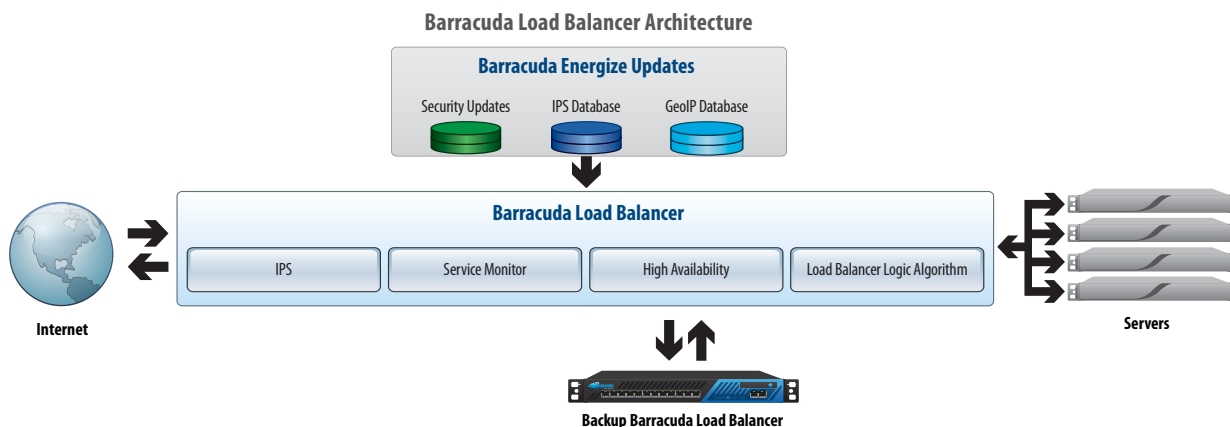 Barracuda Load Balancer Architecture
Barracuda Energize Updates
Security Updates
IPS Database
GeoIP Database
Barracuda Load Balancer
IPS
Service Monitor
High Availability
Load Balancer Logic Algorithm
Internet
Servers
Backup Barracuda Load Balancer